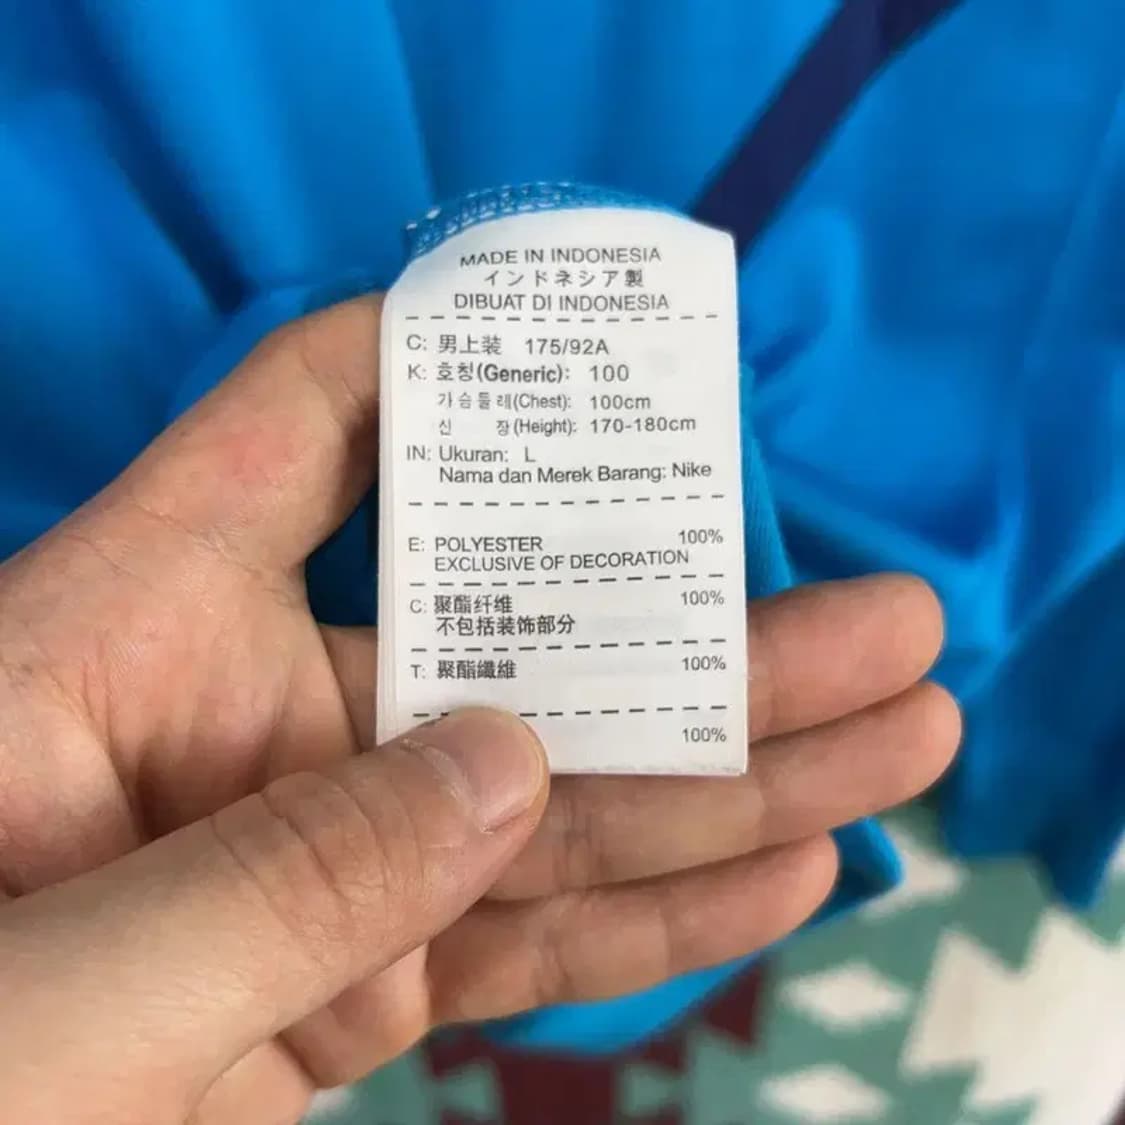 MADE IN INDONESIA
インドネシア製
DIBUAT DI INDONESIA
C: 男上装 175/92A
K: 호칭(Generic): 100
가슴둘레(Chest): 100cm
신 장(Height): 170-180cm
IN: Ukuran: L
Nama dan Merek Barang: Nike
E: POLYESTER 100%
EXCLUSIVE OF DECORATION
C: 聚酯纤维 100%
不包括装饰部分
T: 聚酯纖維 100%
100%